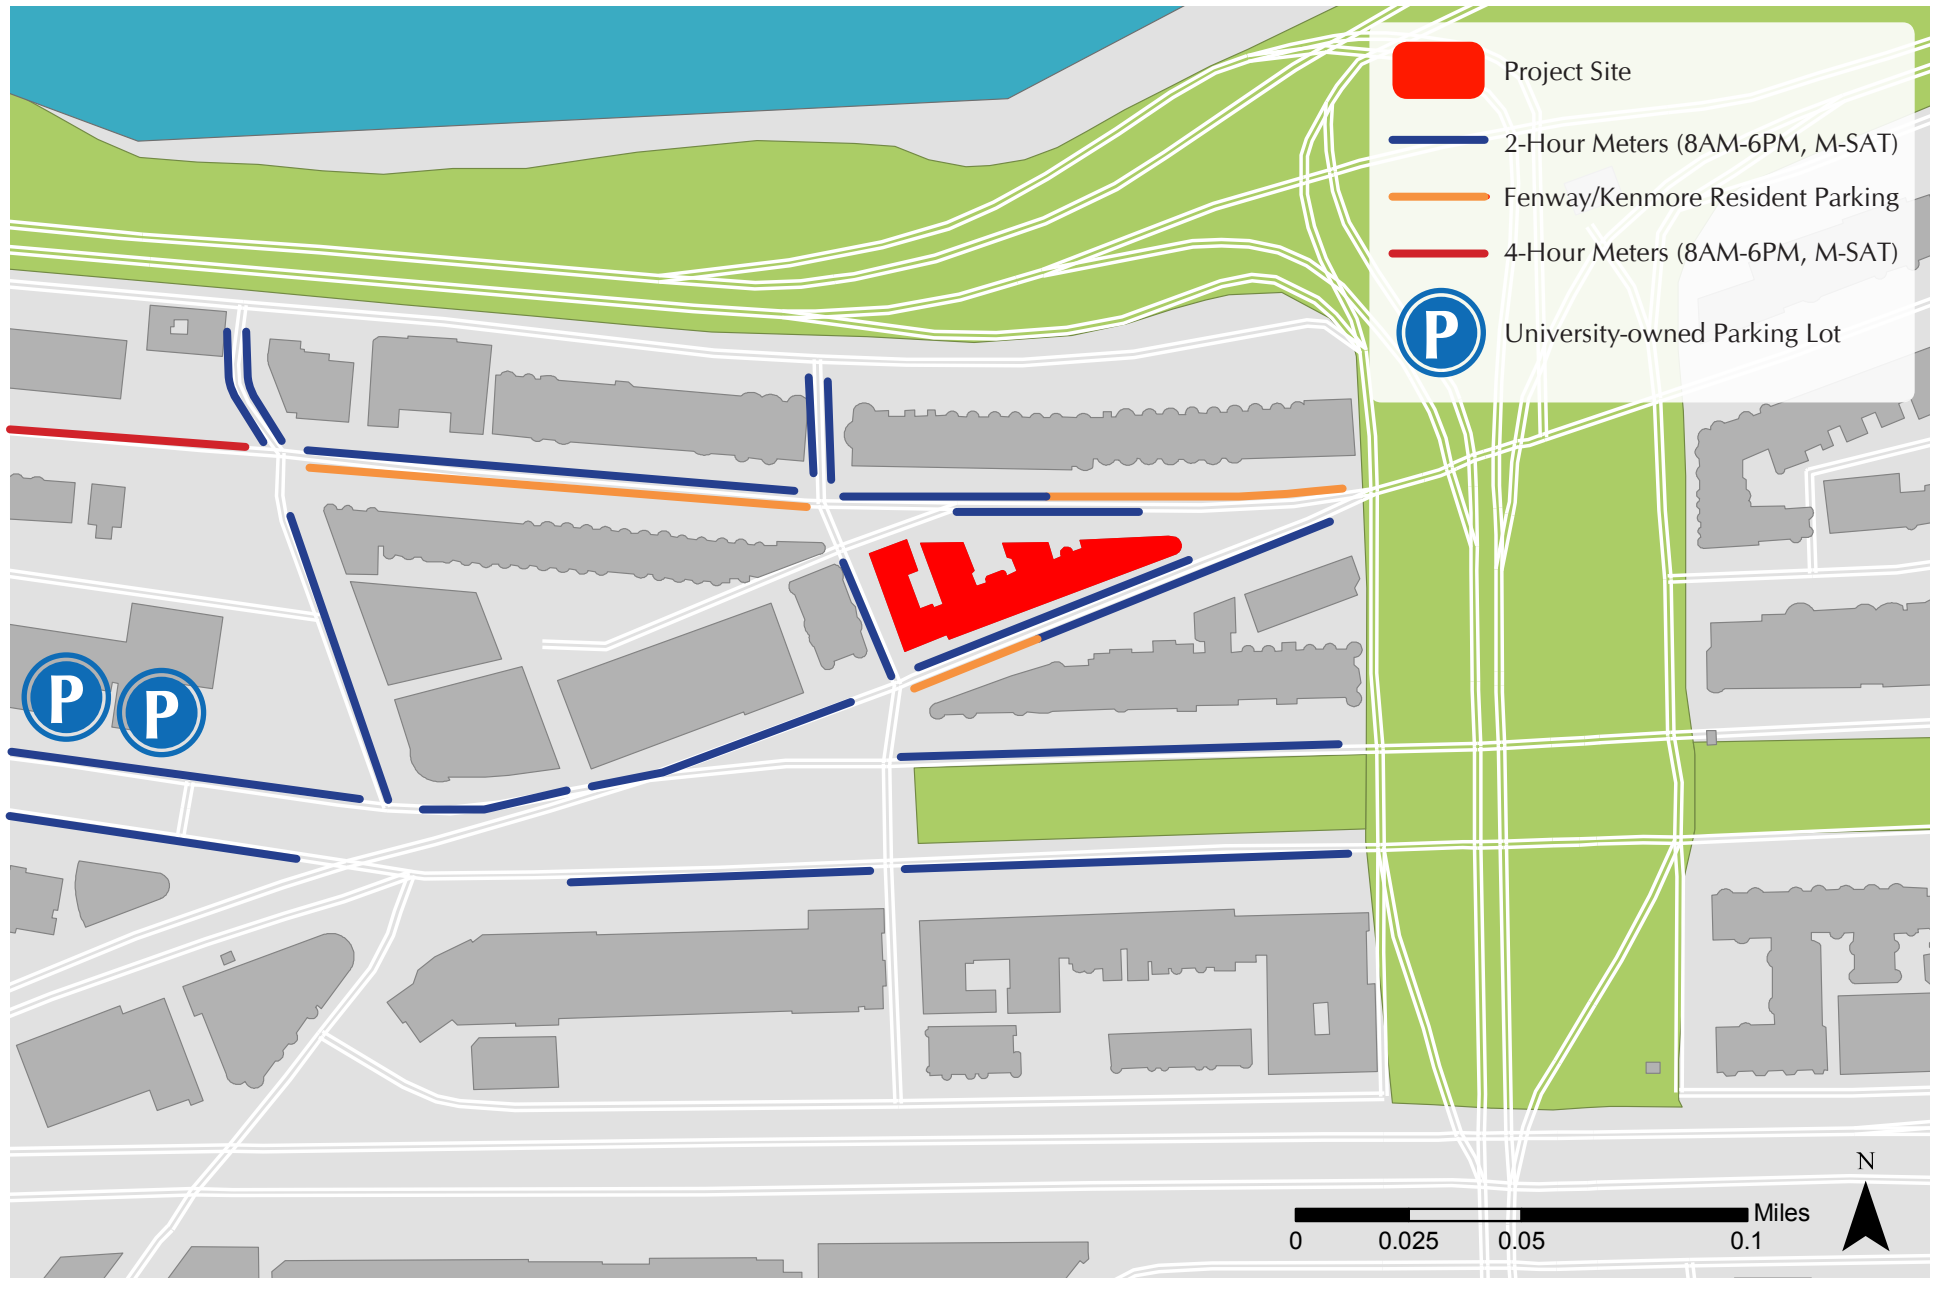 Project Site
2-Hour Meters (8AM-6PM, M-SAT)
Fenway/Kenmore Resident Parking
4-Hour Meters (8AM-6PM, M-SAT)
P University-owned Parking Lot
P P
N
Miles
0 0.025 0.05 0.1